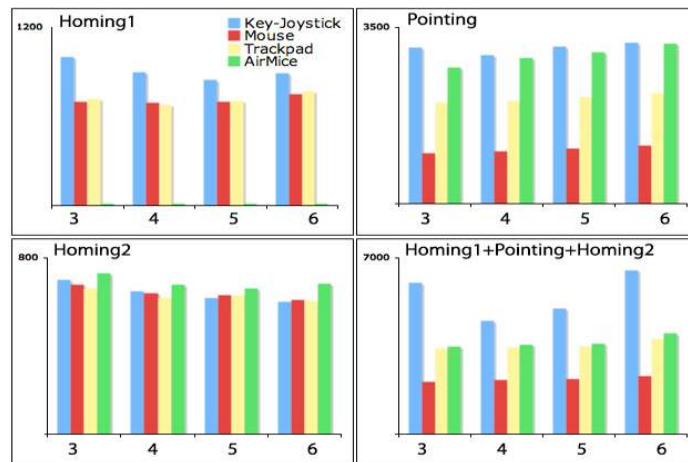 Homing1
1200
Key-Joystick
Mouse
Trackpad
AirMice
3 4 5 6
Pointing
3500
3 4 5 6
Homing2
800
3 4 5 6
Homing1+Pointing+Homing2
7000
3 4 5 6